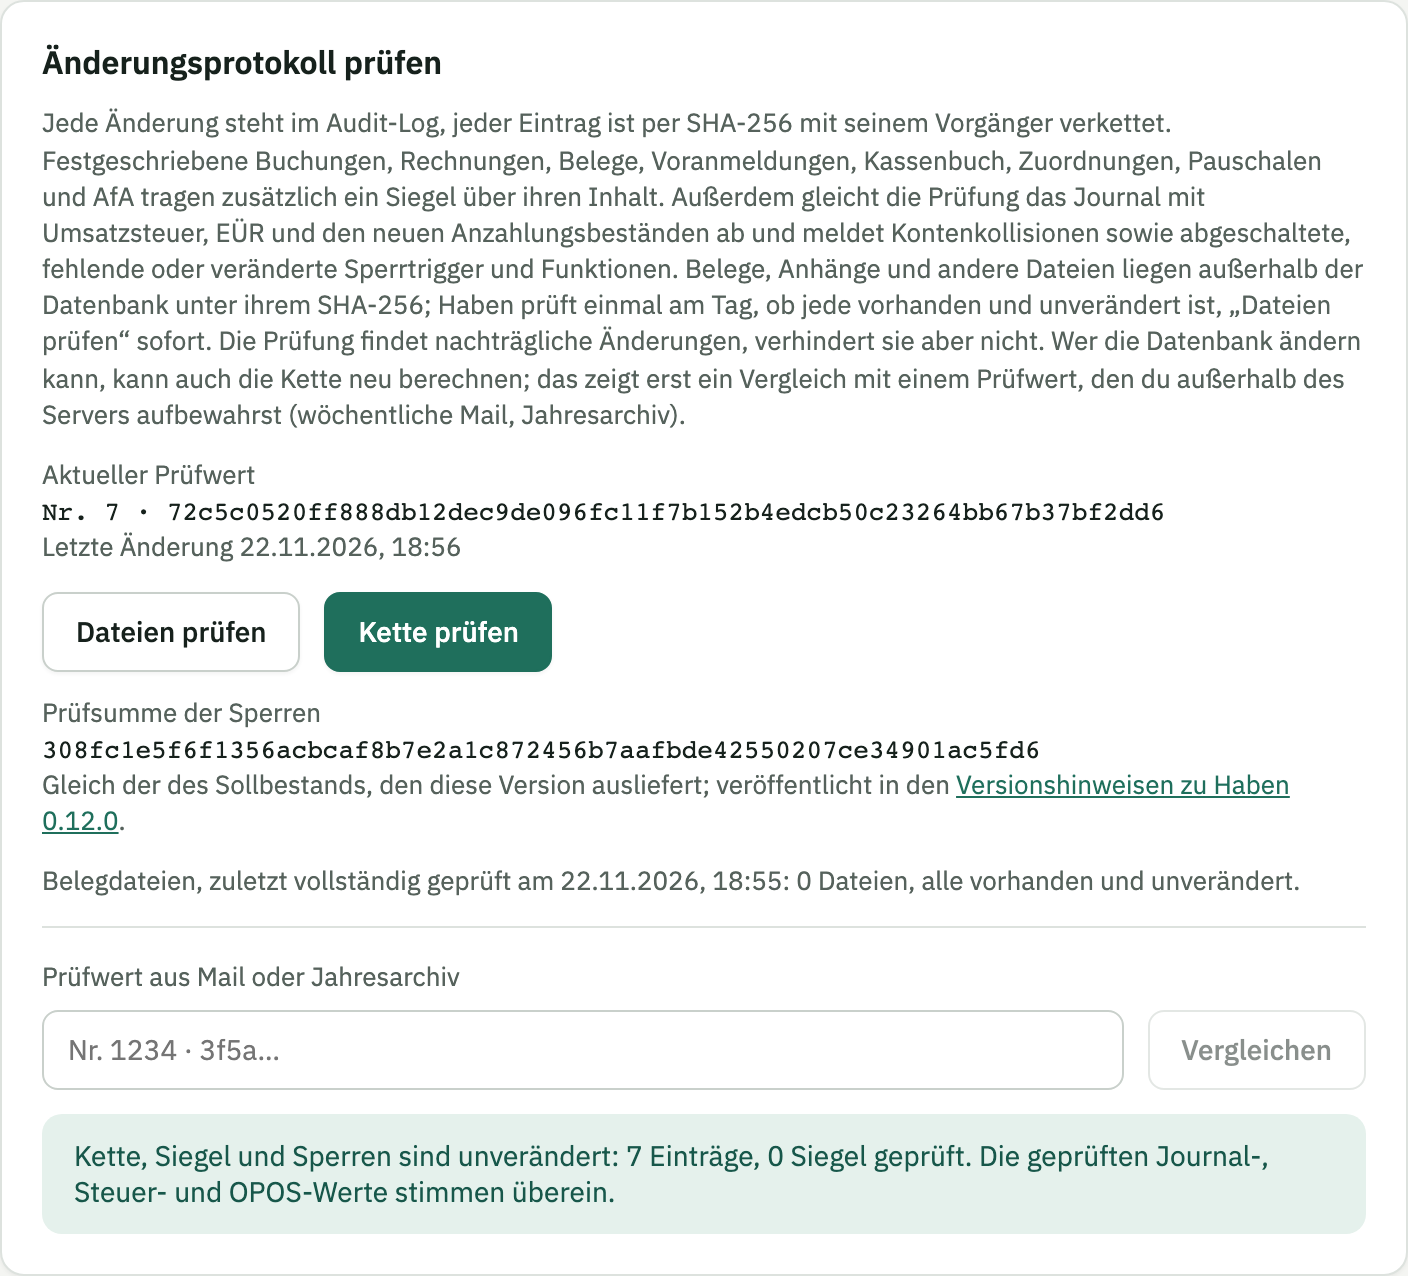 Änderungsprotokoll prüfen
Jede Änderung steht im Audit-Log, jeder Eintrag ist per SHA-256 mit seinem Vorgänger verkettet.
Festgeschriebene Buchungen, Rechnungen, Belege, Voranmeldungen, Kassenbuch, Zuordnungen, Pauschalen
und AfA tragen zusätzlich ein Siegel über ihren Inhalt. Außerdem gleicht die Prüfung das Journal mit
Umsatzsteuer, EÜR und den neuen Anzahlungsbeständen ab und meldet Kontenkollisionen sowie abgeschaltete,
fehlende oder veränderte Sperrtrigger und Funktionen. Belege, Anhänge und andere Dateien liegen außerhalb der
Datenbank unter ihrem SHA-256; Haben prüft einmal am Tag, ob jede vorhanden und unverändert ist, „Dateien
prüfen“ sofort. Die Prüfung findet nachträgliche Änderungen, verhindert sie aber nicht. Wer die Datenbank ändern
kann, kann auch die Kette neu berechnen; das zeigt erst ein Vergleich mit einem Prüfwert, den du außerhalb des
Servers aufbewahrst (wöchentliche Mail, Jahresarchiv).
Aktueller Prüfwert
Nr. 7 · 72c5c0520ff888db12dec9de096fc11f7b152b4edcb50c23264bb67b37bf2dd6
Letzte Änderung 22.11.2026, 18:56
Dateien prüfen
Kette prüfen
Prüfsumme der Sperren
308fc1e5f6f1356acbcaf8b7e2a1c872456b7aafbde42550207ce34901ac5fd6
Gleich der des Sollbestands, den diese Version ausliefert; veröffentlicht in den Versionshinweisen zu Haben
0.12.0.
Belegdateien, zuletzt vollständig geprüft am 22.11.2026, 18:55: 0 Dateien, alle vorhanden und unverändert.
Prüfwert aus Mail oder Jahresarchiv
Nr. 1234 · 3f5a…
Vergleichen
Kette, Siegel und Sperren sind unverändert: 7 Einträge, 0 Siegel geprüft. Die geprüften Journal-,
Steuer- und OPOS-Werte stimmen überein.